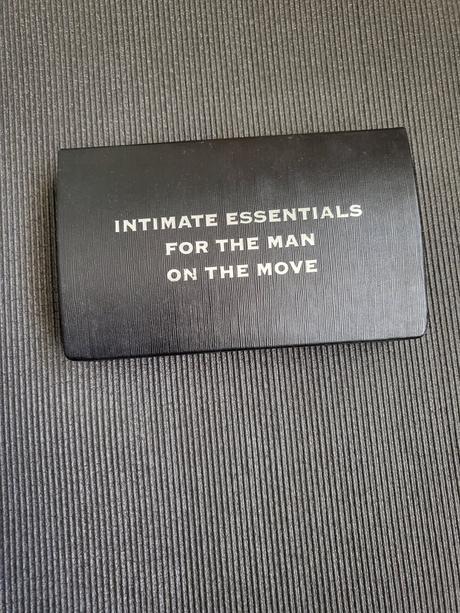 INTIMATE ESSENTIALS
FOR THE MAN
ON THE MOVE